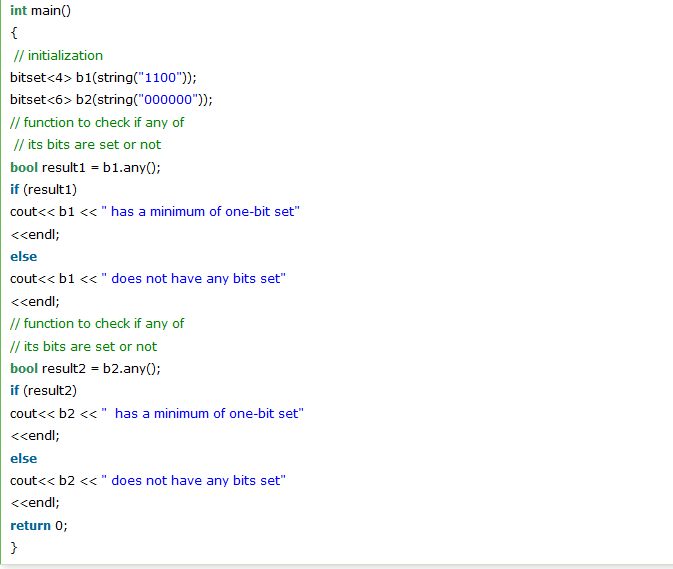 int main()
{
// initialization
bitset<4> b1(string("1100"));
bitset<6> b2(string("000000"));
// function to check if any of
// its bits are set or not
bool result1 = b1.any();
if (result1)
cout<< b1 << " has a minimum of one-bit set"
<<endl;
else
cout<< b1 << " does not have any bits set"
<<endl;
// function to check if any of
// its bits are set or not
bool result2 = b2.any();
if (result2)
cout<< b2 << "  has a minimum of one-bit set"
<<endl;
else
cout<< b2 << " does not have any bits set"
<<endl;
return 0;
}